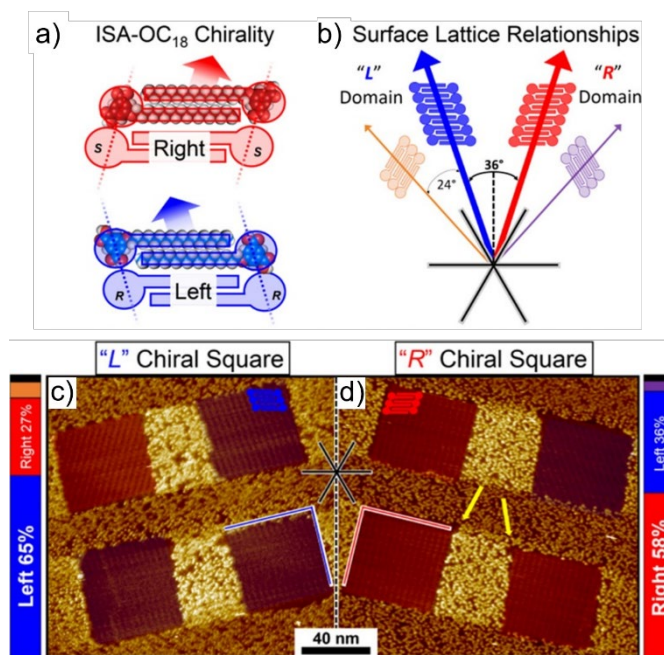 a)
ISA-OC18 Chirality
S
Right
S
R
Left
R
b)
Surface Lattice Relationships
"L"
Domain
"R"
Domain
24°
36°
"L" Chiral Square
"R" Chiral Square
Right 27%
Left 65%
c)
d)
40 nm
Left 36%
Right 58%